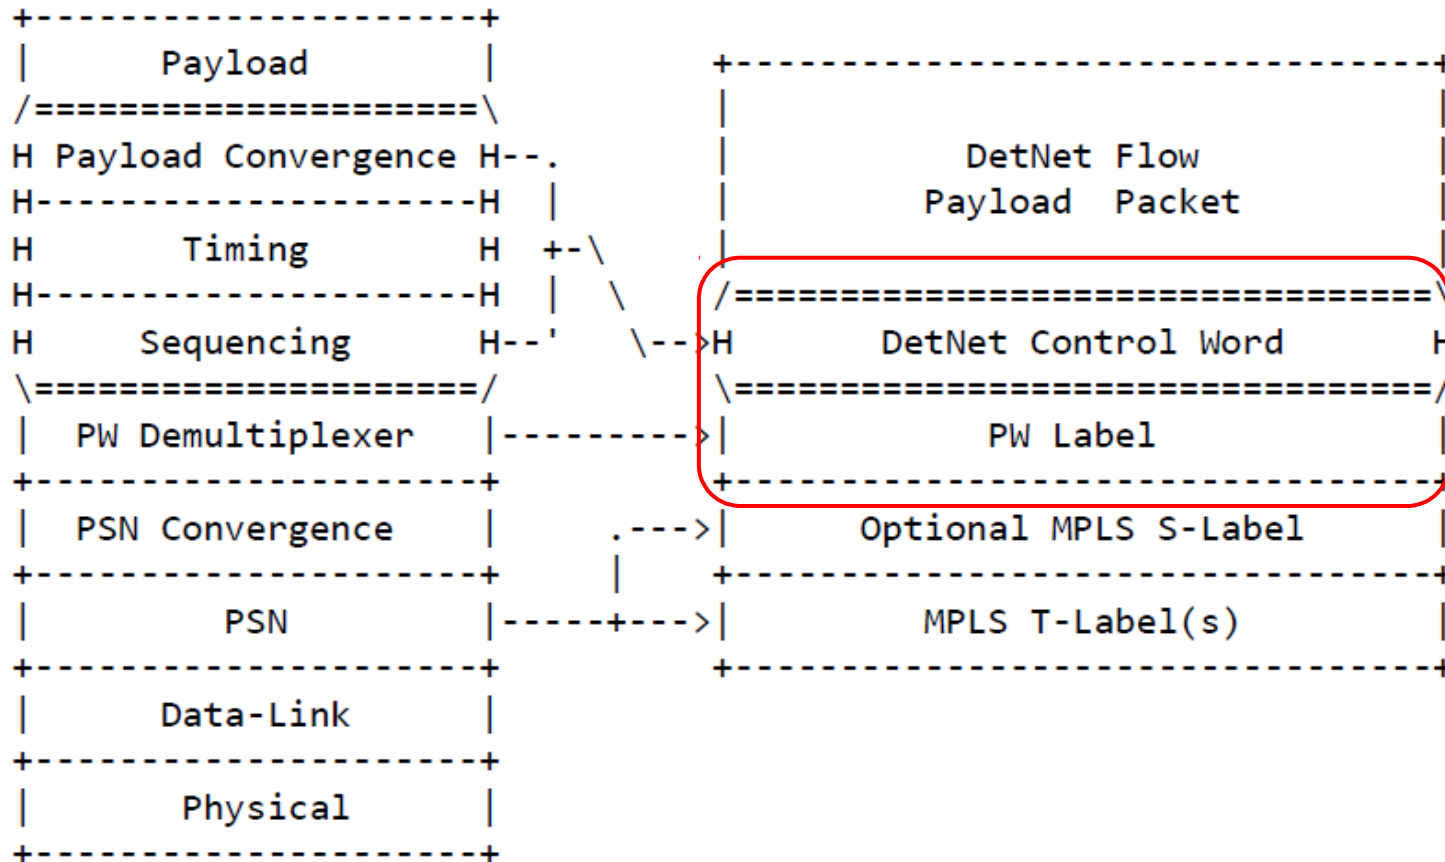 +---------------------+
|      Payload        |          +---------------------------------+
/=====================\          |                                 |
H Payload Convergence H--.       |           DetNet Flow           |
H---------------------H  |       |         Payload  Packet         |
H       Timing        H  +-\     |                                 |
H---------------------H  |  \    /=================================\
H     Sequencing      H--'   \-->H       DetNet Control Word       H
\=====================/          \=================================/
|  PW Demultiplexer   |--------->|            PW Label             |
+---------------------+          +---------------------------------+
|  PSN Convergence    |     .--->|      Optional MPLS S-Label      |
+---------------------+     |    +---------------------------------+
|         PSN         |-----+--->|         MPLS T-Label(s)         |
+---------------------+          +---------------------------------+
|      Data-Link      |
+---------------------+
|       Physical      |
+---------------------+